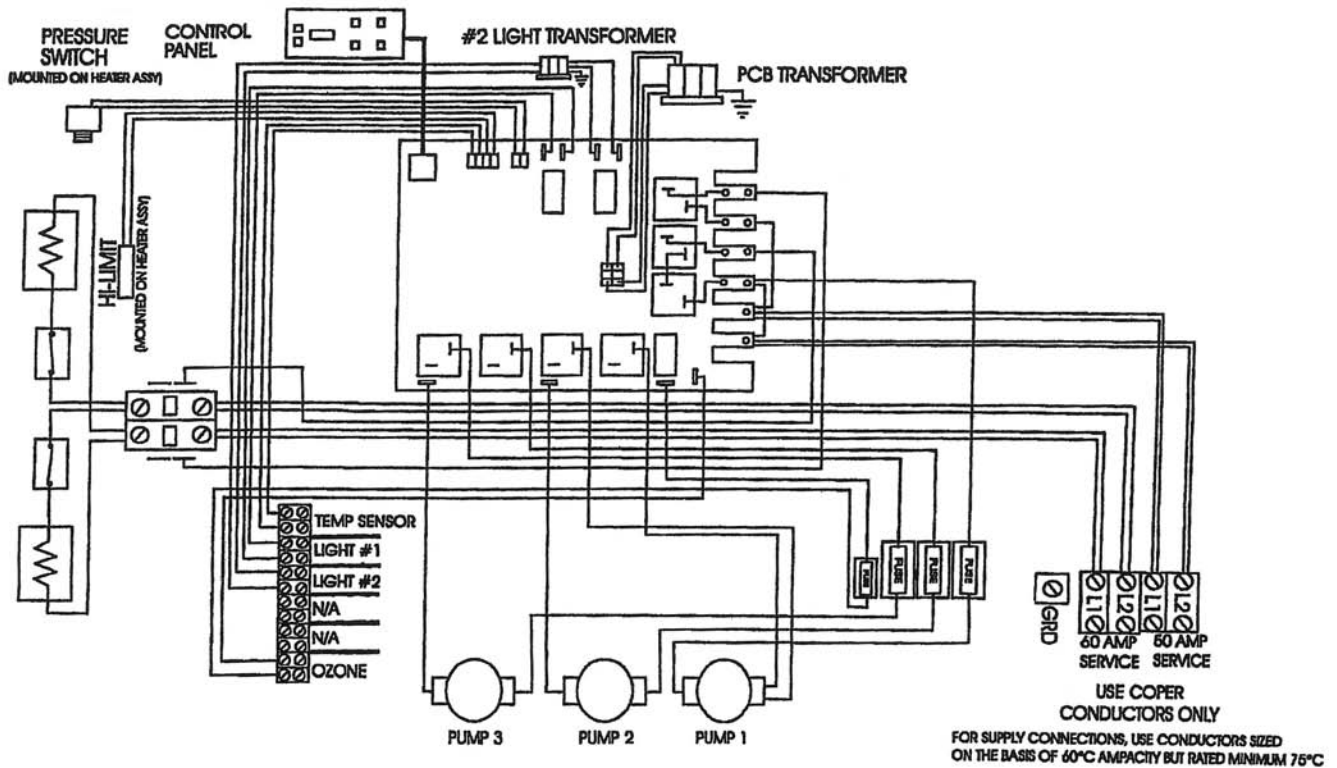 PRESSURE
SWITCH
(MOUNTED ON HEATER ASSY)
CONTROL
PANEL
#2 LIGHT TRANSFORMER
PCB TRANSFORMER
HI-LIMIT
(MOUNTED ON HEATER ASSY)
TEMP SENSOR
LIGHT #1
LIGHT #2
N/A
N/A
OZONE
FUSE
FUSE
FUSE
FUSE
GRD
L1
L2
L1
L2
60 AMP
SERVICE
50 AMP
SERVICE
PUMP 3
PUMP 2
PUMP 1
USE COPER
CONDUCTORS ONLY
FOR SUPPLY CONNECTIONS, USE CONDUCTORS SIZED
ON THE BASIS OF 60°C AMPACITY BUT RATED MINIMUM 75°C